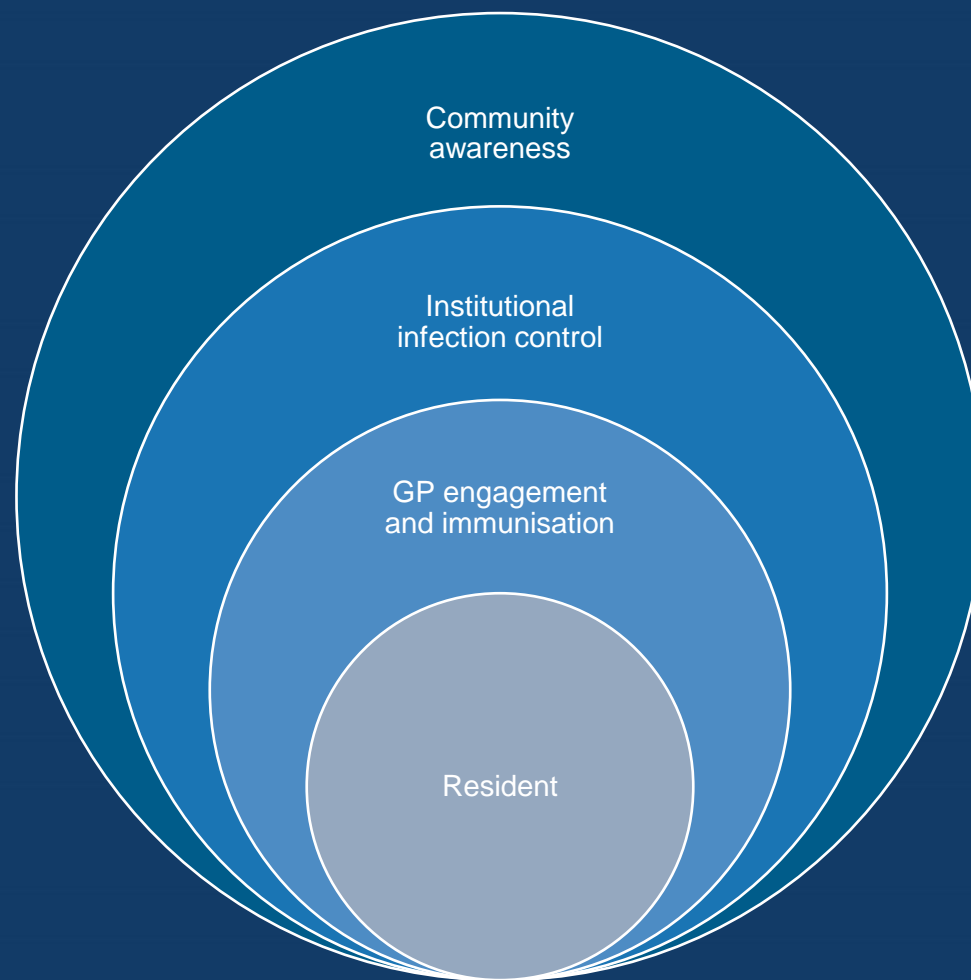 Community
awareness
Institutional
infection control
GP engagement
and immunisation
Resident